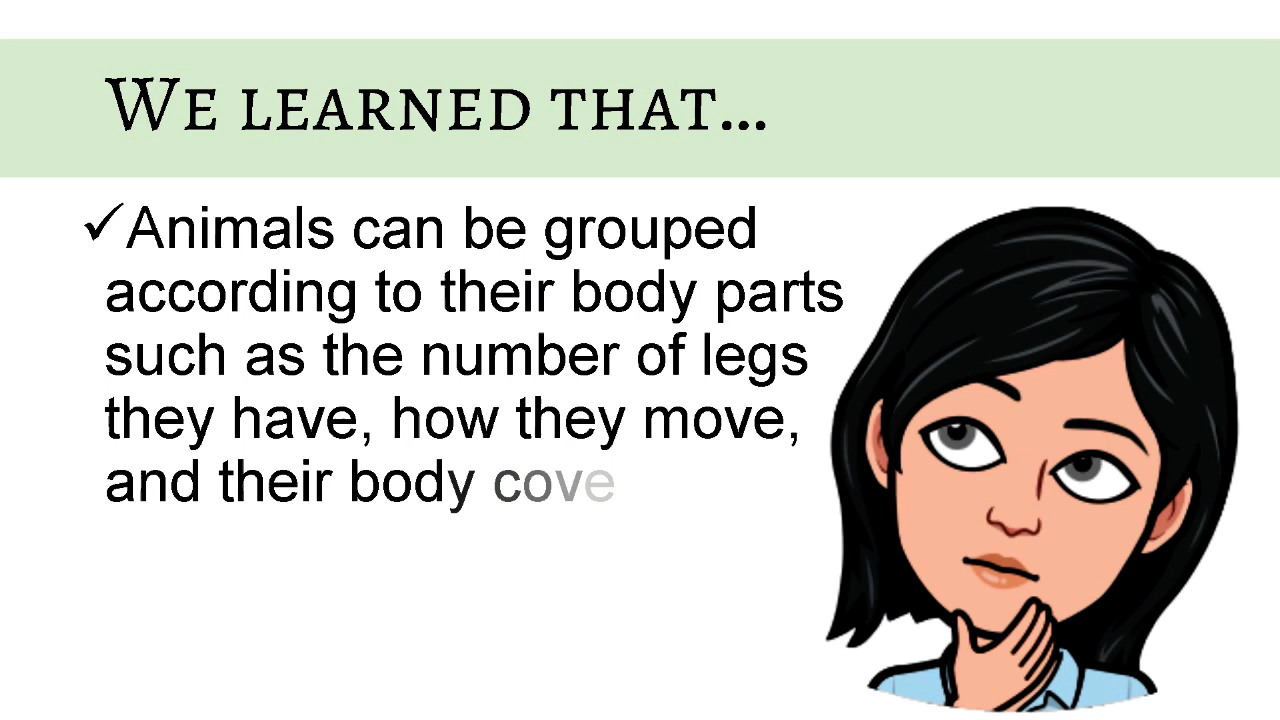 We learned that...
✓Animals can be grouped
according to their body parts
such as the number of legs
they have, how they move,
and their body cove